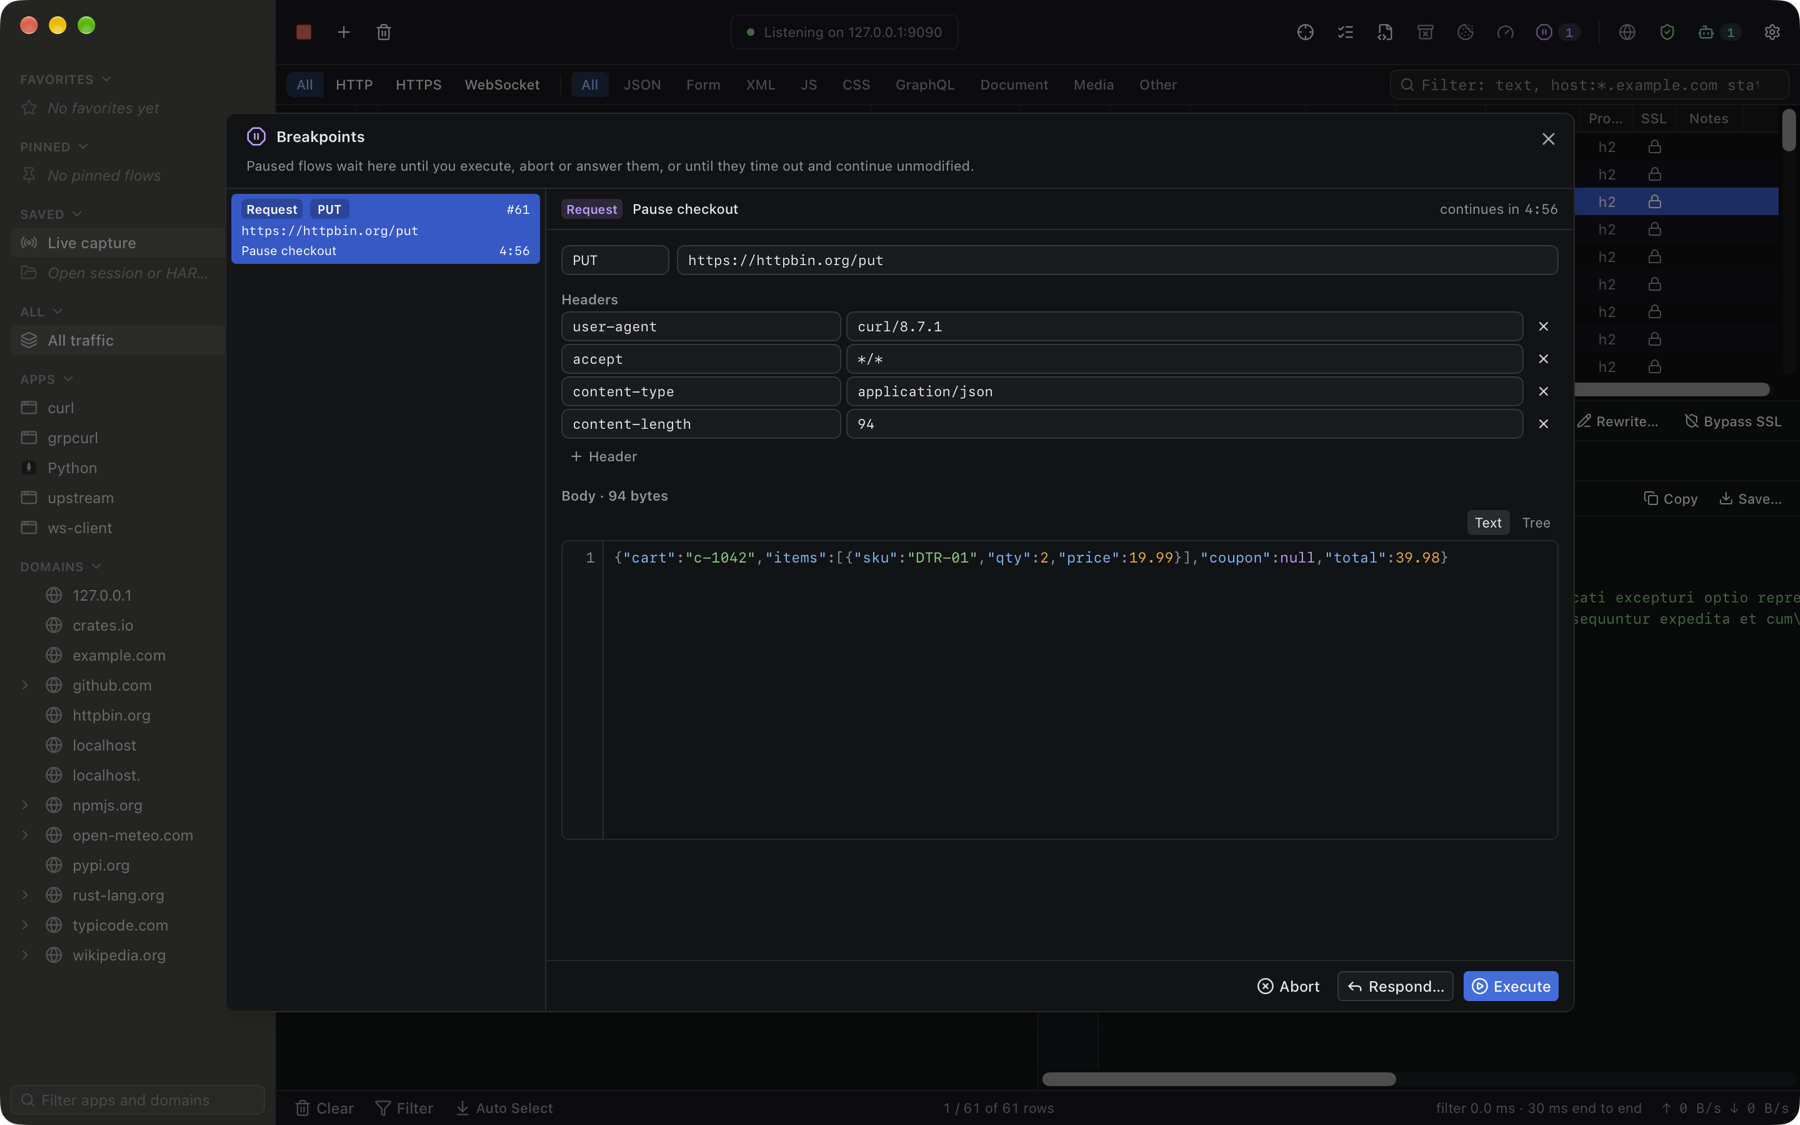 Listening on 127.0.0.1:9090
1
1
FAVORITES
No favorites yet
PINNED
No pinned flows
SAVED
Live capture
Open session or HAR...
ALL
All traffic
APPS
curl
grpcurl
Python
upstream
ws-client
DOMAINS
127.0.0.1
crates.io
example.com
github.com
httpbin.org
localhost
localhost.
npmjs.org
open-meteo.com
pypi.org
rust-lang.org
typicode.com
wikipedia.org
Filter apps and domains
All HTTP HTTPS WebSocket All JSON Form XML JS CSS GraphQL Document Media Other
Filter: text, host:*.example.com stat
Pro... SSL Notes
h2
h2
h2
h2
h2
h2
h2
h2
h2
Rewrite... Bypass SSL
Copy Save...
cati excepturi optio repre
sequuntur expedita et cum\
Breakpoints
Paused flows wait here until you execute, abort or answer them, or until they time out and continue unmodified.
Request PUT #61
https://httpbin.org/put
Pause checkout 4:56
Request Pause checkout continues in 4:56
PUT https://httpbin.org/put
Headers
user-agent curl/8.7.1
accept */*
content-type application/json
content-length 94
+ Header
Body · 94 bytes
Text Tree
1 {"cart":"c-1042","items":[{"sku":"DTR-01","qty":2,"price":19.99}],"coupon":null,"total":39.98}
Abort Respond... Execute
Clear Filter Auto Select
1 / 61 of 61 rows
filter 0.0 ms · 30 ms end to end ↑ 0 B/s ↓ 0 B/s